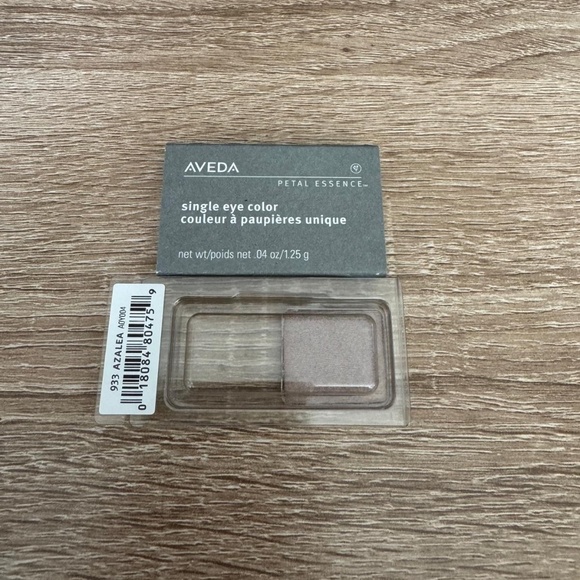 AVEDA
PETAL ESSENCE™
single eye color
couleur à paupières unique
net wt/poids net .04 oz/1.25 g
933 AZALEA A0Y004
0 18084 80475 9